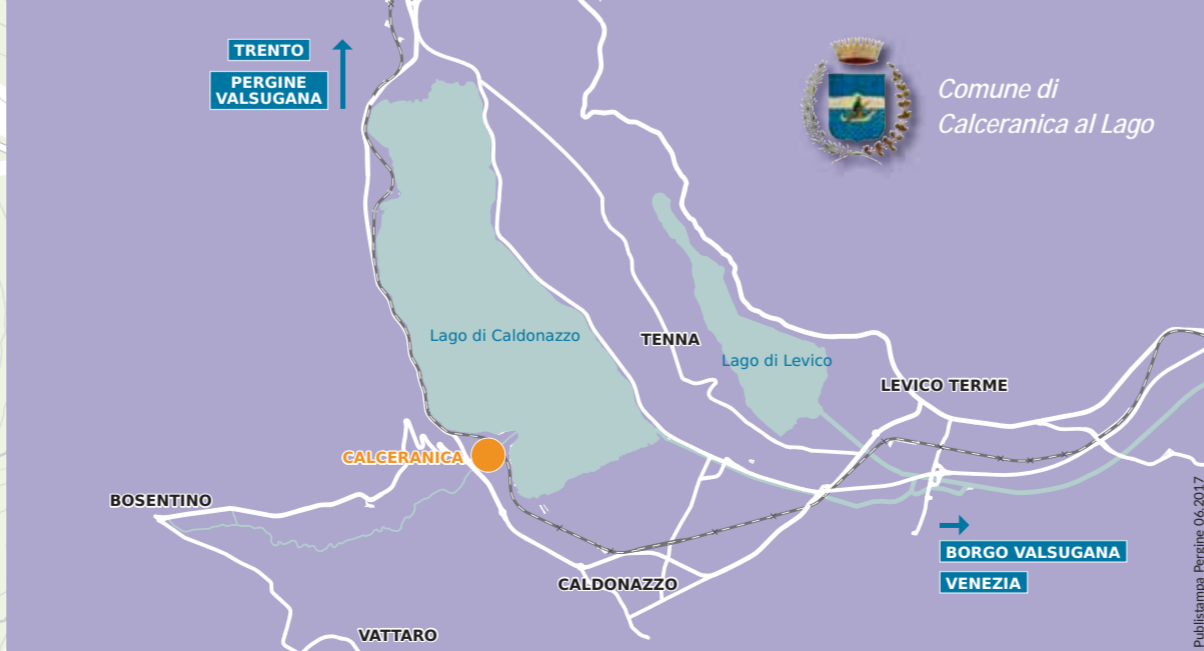 TRENTO
PERGINE
VALSUGANA
Comune di
Calceranica al Lago
Lago di Caldonazzo
TENNA
Lago di Levico
LEVICO TERME
CALCERANICA
BOSENTINO
BORGO VALSUGANA
VENEZIA
CALDONAZZO
VATTARO
Publistampa Pergine 06.2017